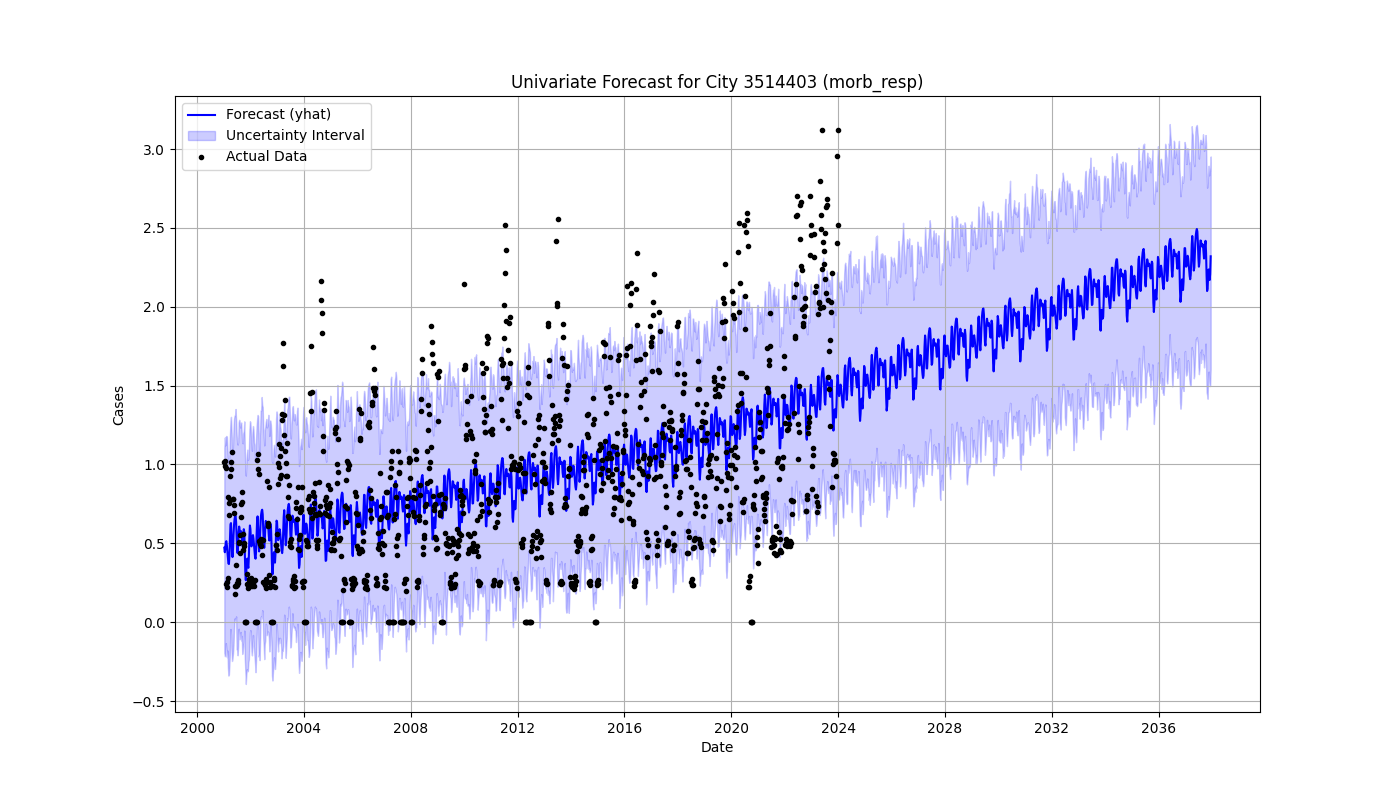 Univariate Forecast for City 3514403 (morb_resp)
Forecast (yhat)
Uncertainty Interval
Actual Data
Cases
3.0
2.5
2.0
1.5
1.0
0.5
0.0
−0.5
2000 2004 2008 2012 2016 2020 2024 2028 2032 2036
Date